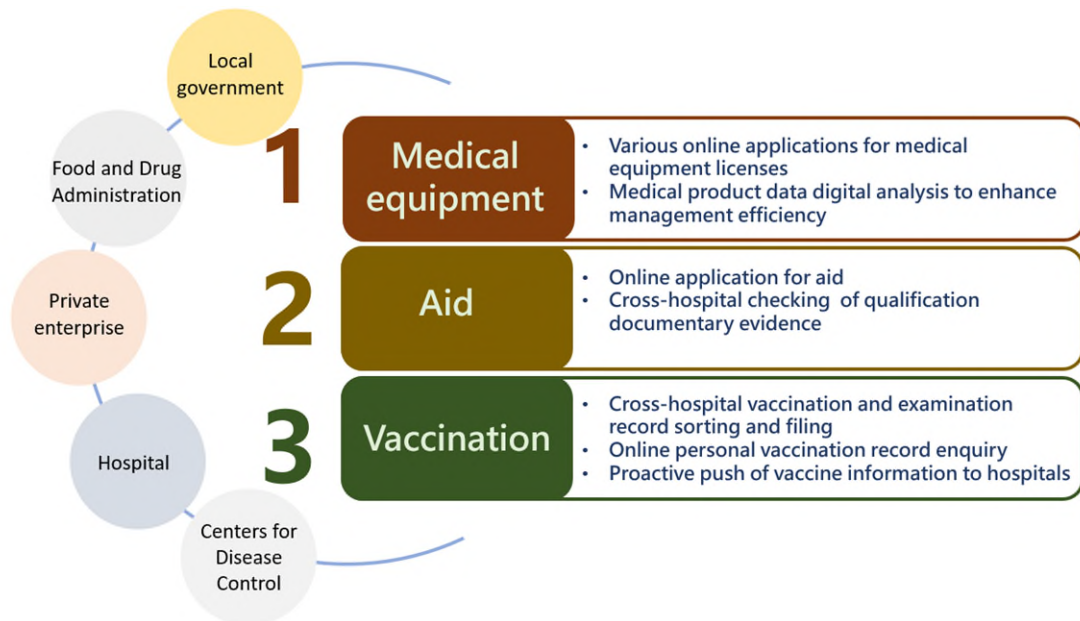 Local
government
Food and Drug
Administration
Private
enterprise
Hospital
Centers for
Disease
Control
1
Medical
equipment
• Various online applications for medical
equipment licenses
• Medical product data digital analysis to enhance
management efficiency
2
Aid
• Online application for aid
• Cross-hospital checking of qualification
documentary evidence
3
Vaccination
• Cross-hospital vaccination and examination
record sorting and filing
• Online personal vaccination record enquiry
• Proactive push of vaccine information to hospitals